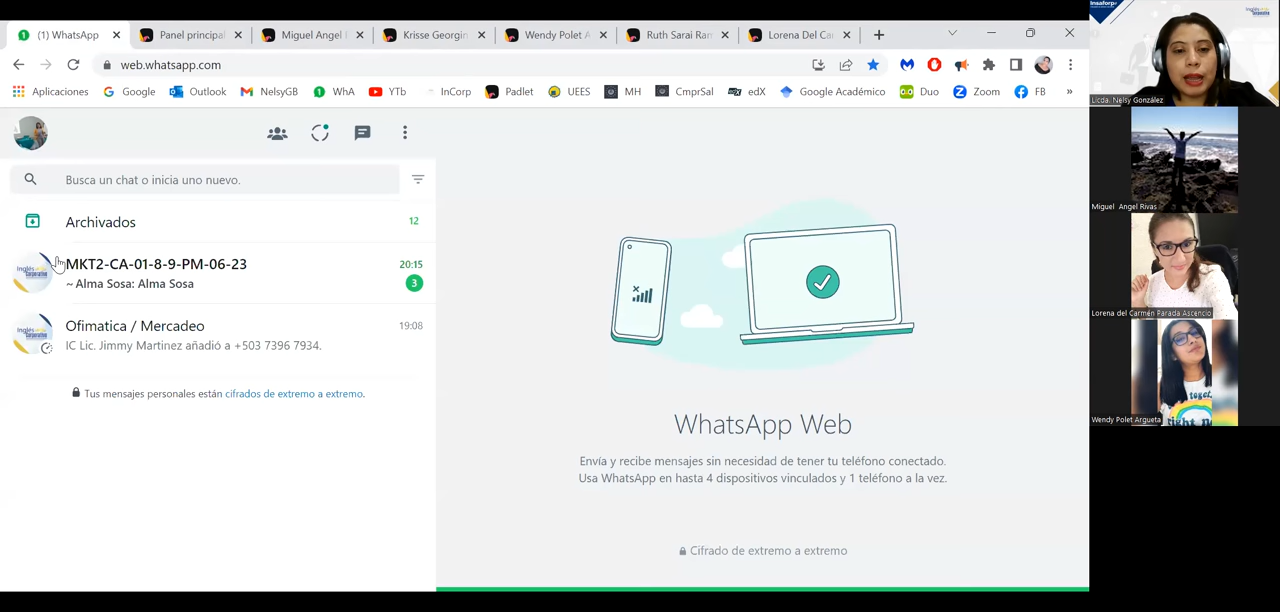 (1) WhatsApp
Panel principal
Miguel Angel
Krisse Georgin
Wendy Polet A
Ruth Sarai Ran
Lorena Del Car
web.whatsapp.com
Aplicaciones
Google
Outlook
NelsyGB
WhA
YTb
InCorp
Padlet
UEES
MH
CmprSal
edX
Google Académico
Duo
Zoom
FB
»
Busca un chat o inicia uno nuevo.
Archivados
12
MKT2-CA-01-8-9-PM-06-23
20:15
~ Alma Sosa: Alma Sosa
3
Ofimatica / Mercadeo
19:08
IC Lic. Jimmy Martinez añadió a +503 7396 7934.
Tus mensajes personales están cifrados de extremo a extremo.
WhatsApp Web
Envía y recibe mensajes sin necesidad de tener tu teléfono conectado.
Usa WhatsApp en hasta 4 dispositivos vinculados y 1 teléfono a la vez.
Cifrado de extremo a extremo
Insaforp
Licda. Nelsy González
Miguel Angel Rivas
Lorena del Carmén Parada Ascencio
Wendy Polet Argueta